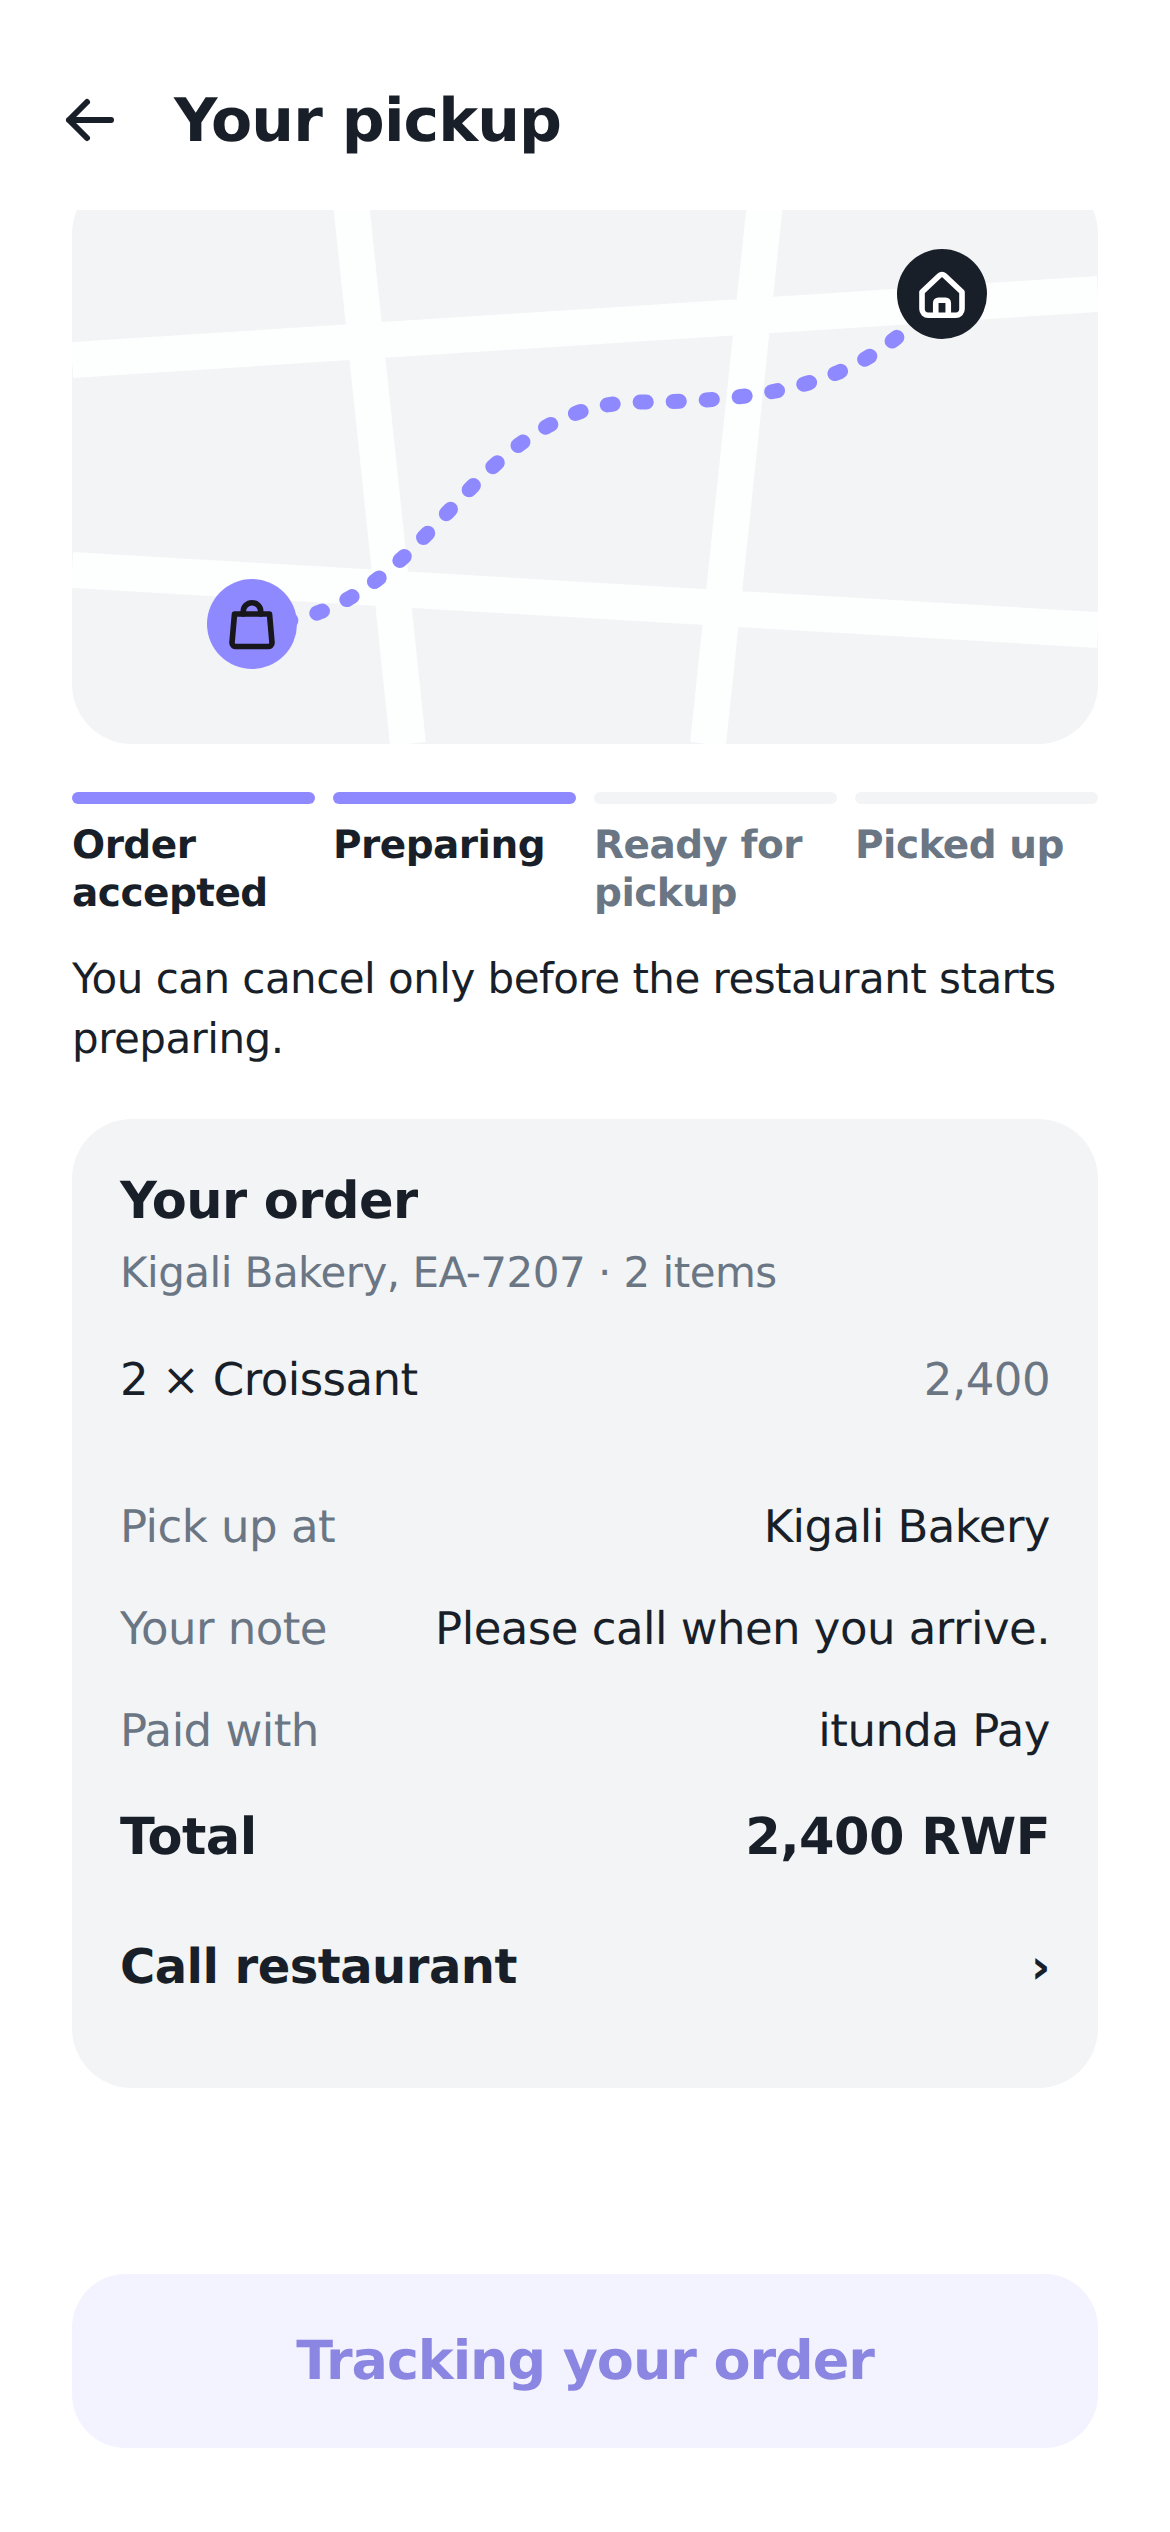 Your pickup
Order accepted
Preparing
Ready for pickup
Picked up
You can cancel only before the restaurant starts
preparing.
Your order
Kigali Bakery, EA-7207 · 2 items
2 × Croissant 2,400
Pick up at Kigali Bakery
Your note Please call when you arrive.
Paid with itunda Pay
Total 2,400 RWF
Call restaurant ›
Tracking your order